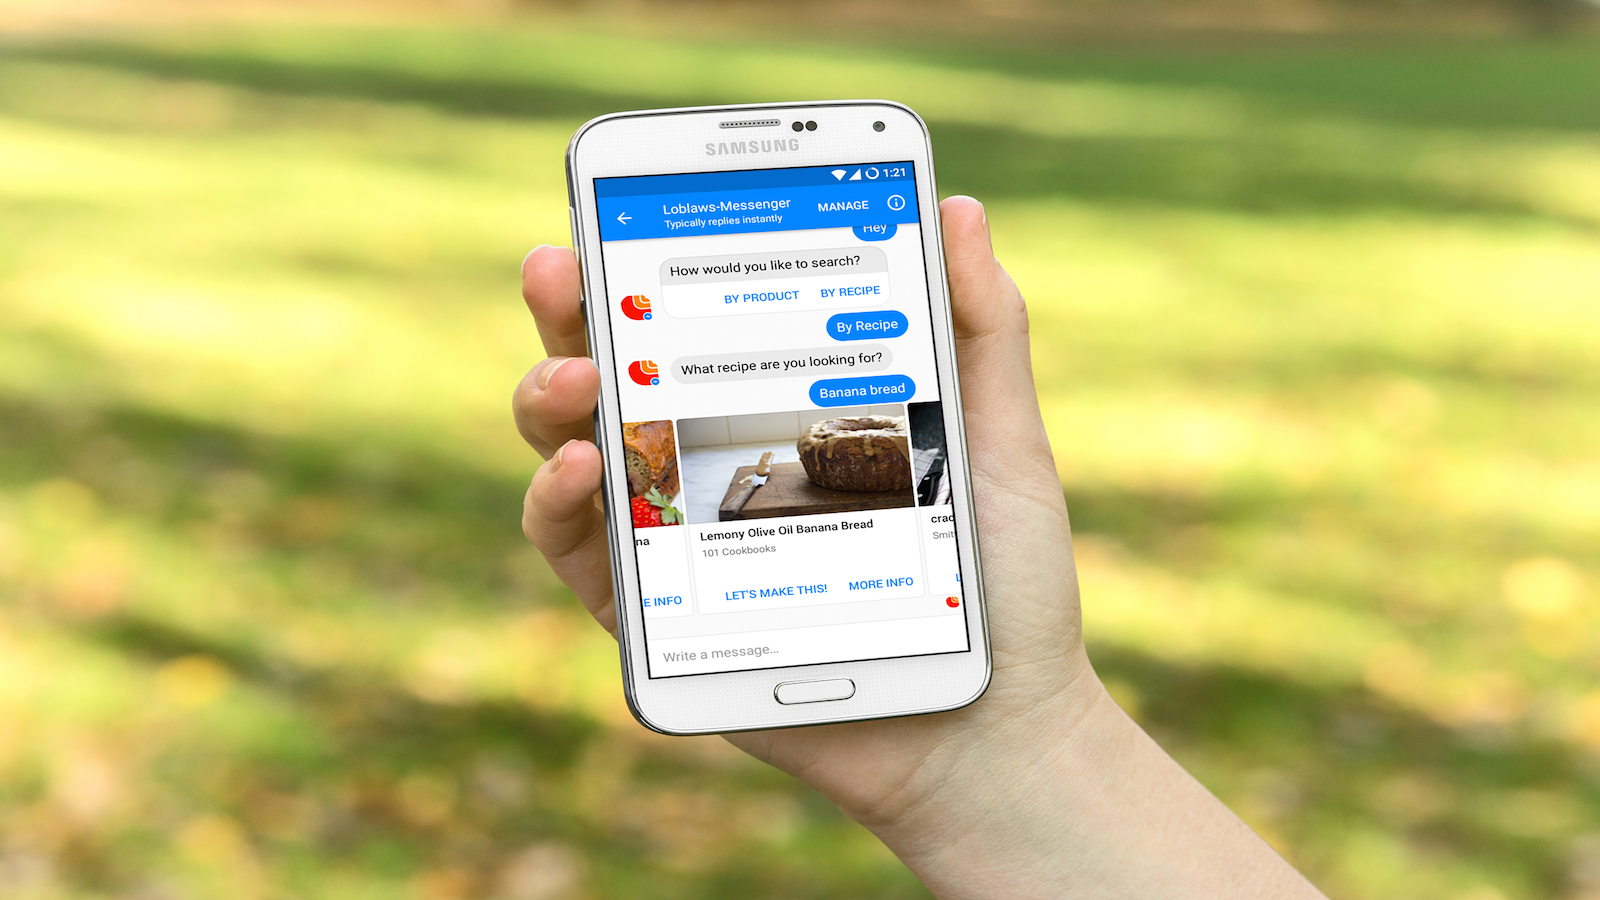 SAMSUNG
1:21
Loblaws-Messenger
Typically replies instantly
MANAGE
Hey
How would you like to search?
BY PRODUCT BY RECIPE
By Recipe
What recipe are you looking for?
Banana bread
na
Lemony Olive Oil Banana Bread
101 Cookbooks
LET'S MAKE THIS! MORE INFO
E INFO
crac
Smit
L
Write a message...